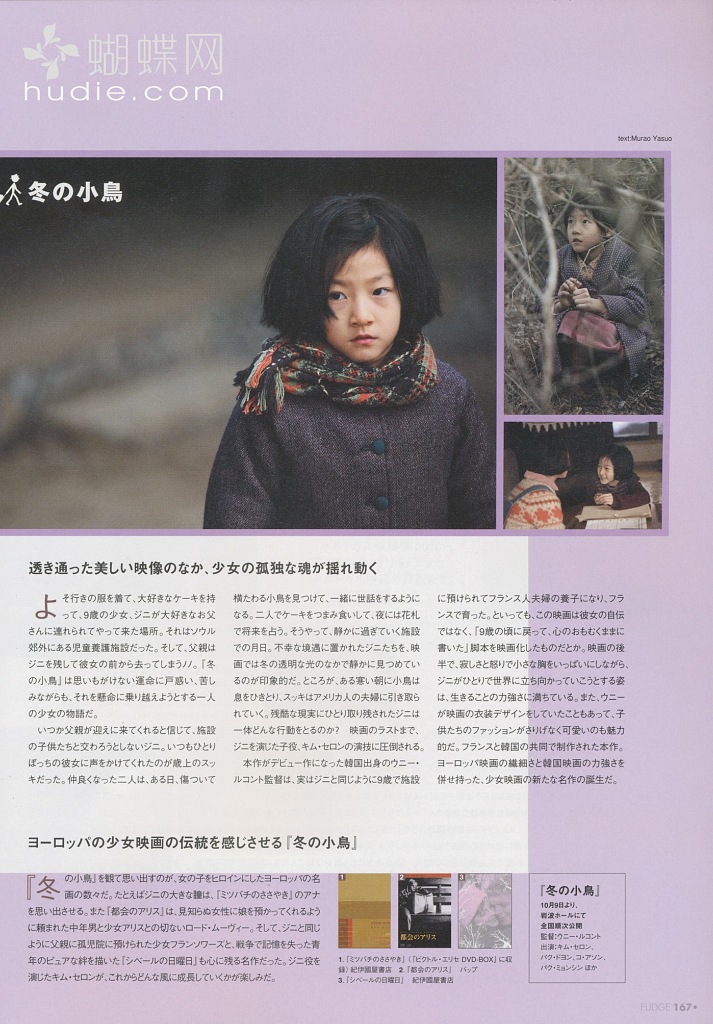 蝴蝶网
hudie.com
text:Murao Yasuo
冬の小鳥
透き通った美しい映像のなか、少女の孤独な魂が揺れ動く
よそ行きの服を着て、大好きなケーキを持
って、9歳の少女、ジニが大好きなお父
さんに連れられてやって来た場所。それはソウル
郊外にある児童養護施設だった。そして、父親は
ジニを残して彼女の前から去ってしまう//。『冬
の小鳥』は思いもがけない運命に戸惑い、苦し
みながらも、それを懸命に乗り越えようとする一人
の少女の物語だ。
いつか父親が迎えに来てくれると信じて、施設
の子供たちと交わろうとしないジニ。いつもひとり
ぼっちの彼女に声をかけてくれたのが歳上のスッ
キだった。仲良くなった二人は、ある日、傷ついて
横たわる小鳥を見つけて、一緒に世話をするように
なる。二人でケーキをつまみ食いして、夜には花札
で将来を占う。そうやって、静かに過ぎていく施設
での月日。不幸な境遇に置かれたジニたちを、映
画では冬の透明な光のなかで静かに見つめている
のが印象的だ。ところが、ある寒い朝に小鳥は
息をひきとり、スッキはアメリカ人の夫婦に引き取ら
れていく。残酷な現実にひとり取り残されたジニは
一体どんな行動をとるのか？　映画のラストまで、
ジニを演じた子役、キム・セロンの演技に圧倒される。
本作がデビュー作になった韓国出身のウニー・
ルコント監督は、実はジニと同じように9歳で施設
に預けられてフランス人夫婦の養子になり、フラ
ンスで育った。といっても、この映画は彼女の自伝
ではなく、「9歳の頃に戻って、心のおもむくままに
書いた」脚本を映画化したものだとか。映画の後
半で、寂しさと怒りで小さな胸をいっぱいにしながら、
ジニがひとりで世界に立ち向かっていこうとする姿
は、生きることの力強さに満ちている。また、ウニー
が映画の衣装デザインをしていたこともあって、子
供たちのファッションがさりげなく可愛いのも魅力
的だ。フランスと韓国の共同で制作された本作。
ヨーロッパ映画の繊細さと韓国映画の力強さを
併せ持った、少女映画の新たな名作の誕生だ。
ヨーロッパの少女映画の伝統を感じさせる『冬の小鳥』
『冬の小鳥』を観て思い出すのが、女の子をヒロインにしたヨーロッパの名
画の数々だ。たとえばジニの大きな瞳は、『ミツバチのささやき』のアナ
を思い出させる。また『都会のアリス』は、見知らぬ女性に娘を預かってくれるよう
に頼まれた中年男と少女アリスとの切ないロード・ムーヴィー。そして、ジニと同じ
ように父親に孤児院に預けられた少女フランソワーズと、戦争で記憶を失った青
年のピュアな絆を描いた『シベールの日曜日』も心に残る名作だった。ジニ役を
演じたキム・セロンが、これからどんな風に成長していくかが楽しみだ。
1
2
都会のアリス
3
1.『ミツバチのささやき』（『ビクトル・エリセ DVD-BOX』に収
録）紀伊國屋書店　2.『都会のアリス』　バップ
3.『シベールの日曜日』　紀伊國屋書店
『冬の小鳥』
10月9日より、
岩波ホールにて
全国順次公開
監督:ウニー・ルコント
出演:キム・セロン、
パク・ドヨン、コ・アソン、
パク・ミョンシン ほか
FUDGE 167